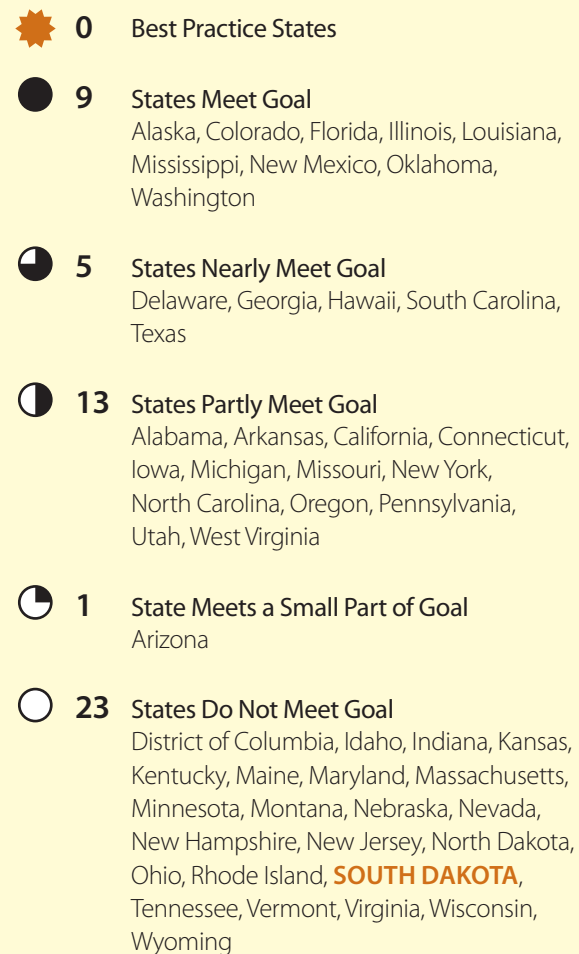 0 Best Practice States
9 States Meet Goal
Alaska, Colorado, Florida, Illinois, Louisiana,
Mississippi, New Mexico, Oklahoma,
Washington
5 States Nearly Meet Goal
Delaware, Georgia, Hawaii, South Carolina,
Texas
13 States Partly Meet Goal
Alabama, Arkansas, California, Connecticut,
Iowa, Michigan, Missouri, New York,
North Carolina, Oregon, Pennsylvania,
Utah, West Virginia
1 State Meets a Small Part of Goal
Arizona
23 States Do Not Meet Goal
District of Columbia, Idaho, Indiana, Kansas,
Kentucky, Maine, Maryland, Massachusetts,
Minnesota, Montana, Nebraska, Nevada,
New Hampshire, New Jersey, North Dakota,
Ohio, Rhode Island, SOUTH DAKOTA,
Tennessee, Vermont, Virginia, Wisconsin,
Wyoming